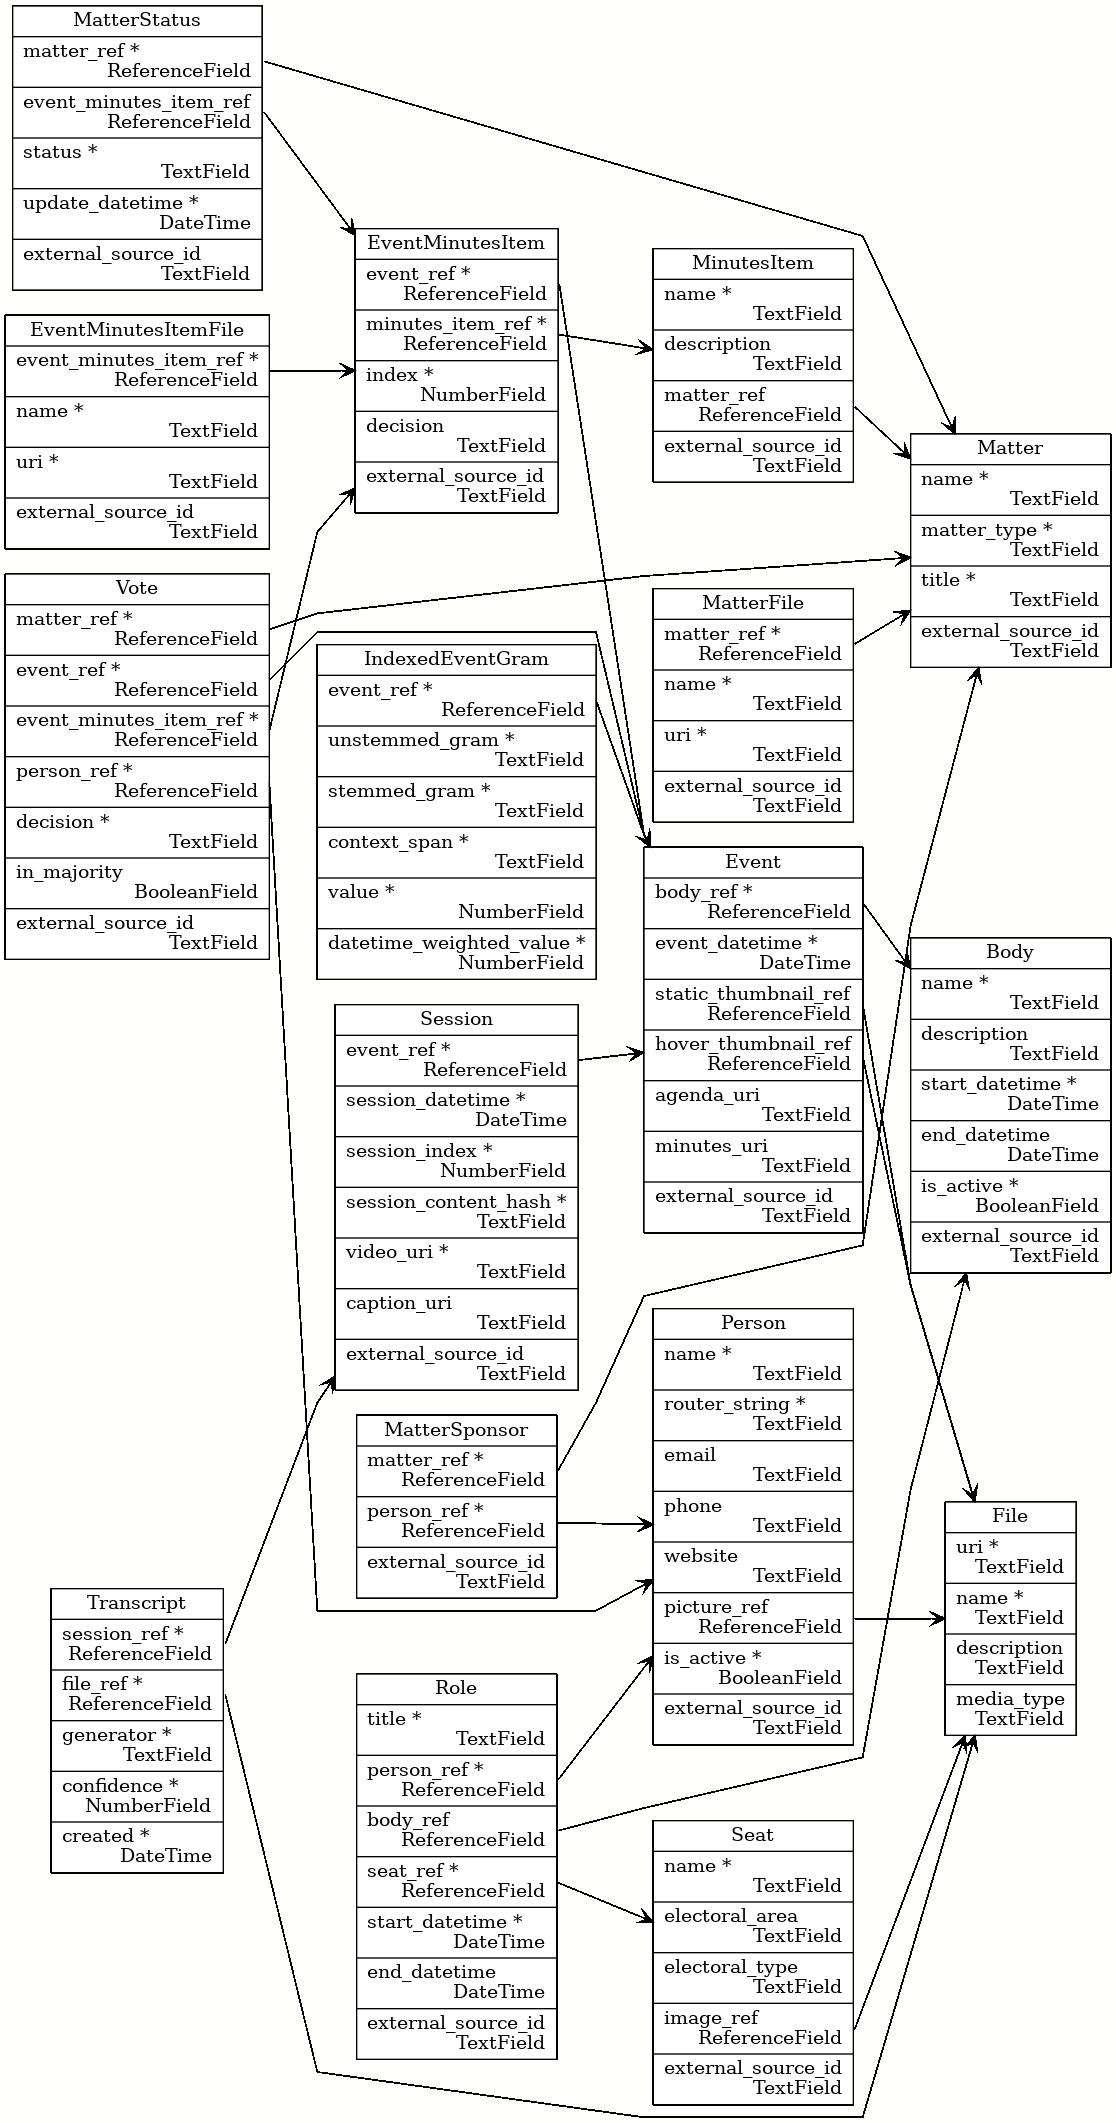 MatterStatus
matter_ref *
ReferenceField
event_minutes_item_ref
ReferenceField
status *
TextField
update_datetime *
DateTime
external_source_id
TextField
EventMinutesItemFile
event_minutes_item_ref *
ReferenceField
name *
TextField
uri *
TextField
external_source_id
TextField
Vote
matter_ref *
ReferenceField
event_ref *
ReferenceField
event_minutes_item_ref *
ReferenceField
person_ref *
ReferenceField
decision *
TextField
in_majority
BooleanField
external_source_id
TextField
Transcript
session_ref *
ReferenceField
file_ref *
ReferenceField
generator *
TextField
confidence *
NumberField
created *
DateTime
EventMinutesItem
event_ref *
ReferenceField
minutes_item_ref *
ReferenceField
index *
NumberField
decision
TextField
external_source_id
TextField
IndexedEventGram
event_ref *
ReferenceField
unstemmed_gram *
TextField
stemmed_gram *
TextField
context_span *
TextField
value *
NumberField
datetime_weighted_value *
NumberField
Session
event_ref *
ReferenceField
session_datetime *
DateTime
session_index *
NumberField
session_content_hash *
TextField
video_uri *
TextField
caption_uri
TextField
external_source_id
TextField
MatterSponsor
matter_ref *
ReferenceField
person_ref *
ReferenceField
external_source_id
TextField
Role
title *
TextField
person_ref *
ReferenceField
body_ref
ReferenceField
seat_ref *
ReferenceField
start_datetime *
DateTime
end_datetime
DateTime
external_source_id
TextField
MinutesItem
name *
TextField
description
TextField
matter_ref
ReferenceField
external_source_id
TextField
MatterFile
matter_ref *
ReferenceField
name *
TextField
uri *
TextField
external_source_id
TextField
Event
body_ref *
ReferenceField
event_datetime *
DateTime
static_thumbnail_ref
ReferenceField
hover_thumbnail_ref
ReferenceField
agenda_uri
TextField
minutes_uri
TextField
external_source_id
TextField
Person
name *
TextField
router_string *
TextField
email
TextField
phone
TextField
website
TextField
picture_ref
ReferenceField
is_active *
BooleanField
external_source_id
TextField
Seat
name *
TextField
electoral_area
TextField
electoral_type
TextField
image_ref
ReferenceField
external_source_id
TextField
Matter
name *
TextField
matter_type *
TextField
title *
TextField
external_source_id
TextField
Body
name *
TextField
description
TextField
start_datetime *
DateTime
end_datetime
DateTime
is_active *
BooleanField
external_source_id
TextField
File
uri *
TextField
name *
TextField
description
TextField
media_type
TextField